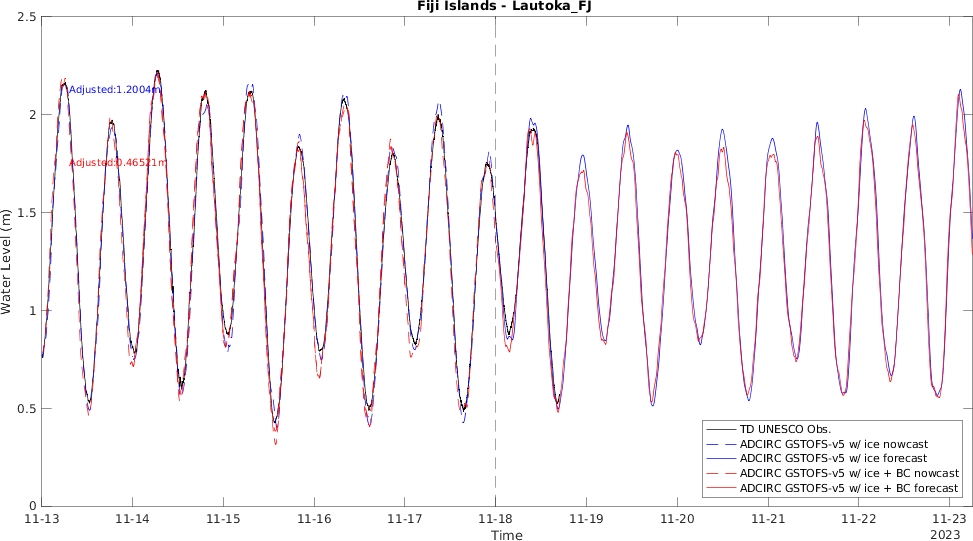 Fiji Islands - Lautoka_FJ
2.5
2
1.5
1
0.5
0
Water Level (m)
Adjusted:1.2004m
Adjusted:0.46521m
TD UNESCO Obs.
ADCIRC GSTOFS-v5 w/ ice nowcast
ADCIRC GSTOFS-v5 w/ ice forecast
ADCIRC GSTOFS-v5 w/ ice + BC nowcast
ADCIRC GSTOFS-v5 w/ ice + BC forecast
11-13 11-14 11-15 11-16 11-17 11-18 11-19 11-20 11-21 11-22 11-23
Time 2023